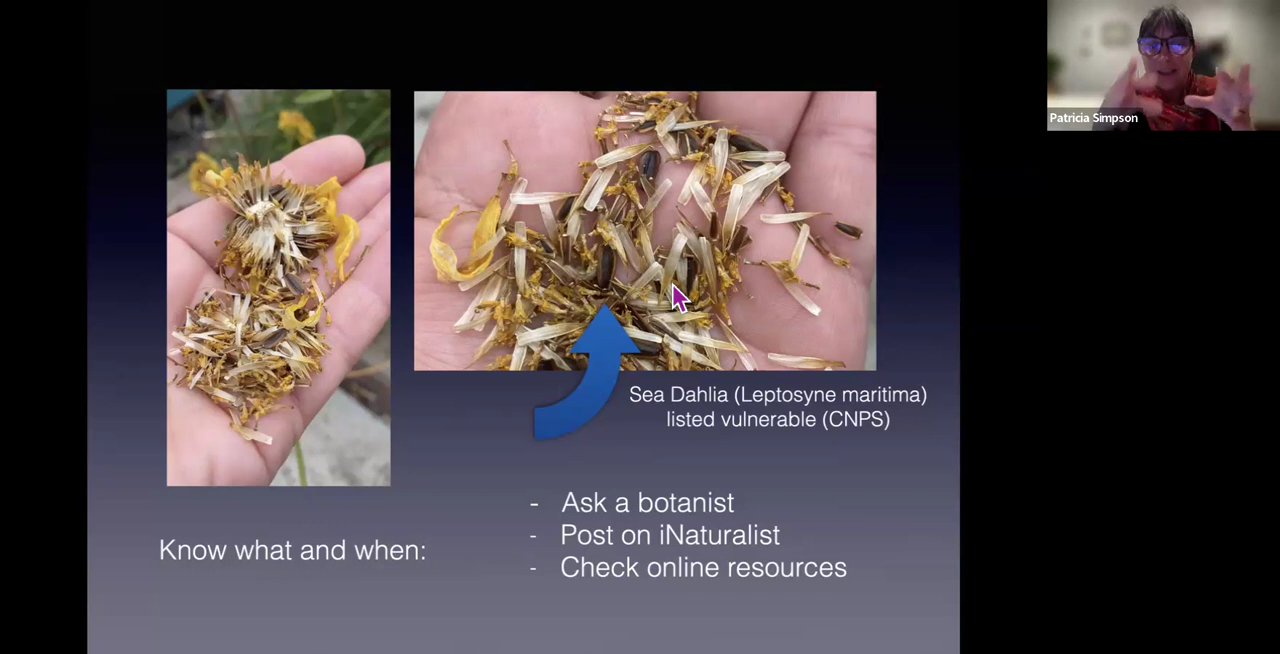 Patricia Simpson
Sea Dahlia (Leptosyne maritima)
listed vulnerable (CNPS)
Know what and when:
- Ask a botanist
- Post on iNaturalist
- Check online resources